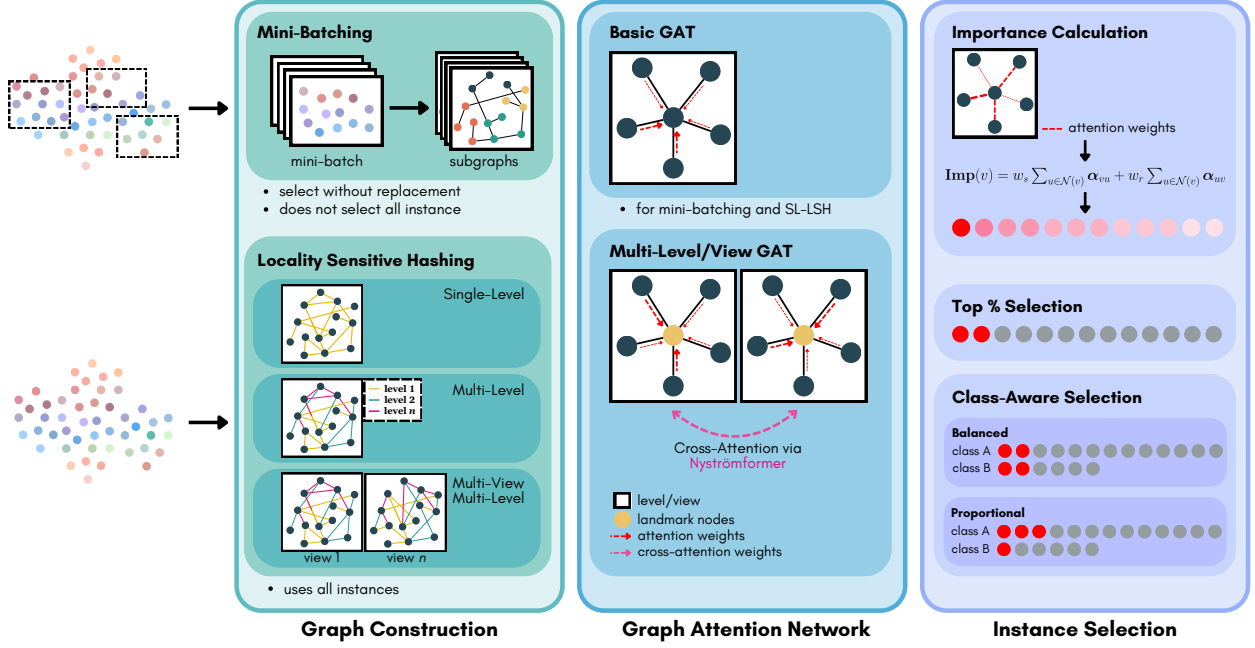 Mini-Batching
mini-batch
subgraphs
• select without replacement
• does not select all instance
Locality Sensitive Hashing
Single-Level
Multi-Level
level 1
level 2
level n
Multi-View
Multi-Level
view 1
view n
• uses all instances
Graph Construction
Basic GAT
• for mini-batching and SL-LSH
Multi-Level/View GAT
Cross-Attention via
Nyströmformer
level/view
landmark nodes
attention weights
cross-attention weights
Graph Attention Network
Importance Calculation
attention weights
Imp(v) = w_s ∑_{u∈N(v)} α_{vu} + w_r ∑_{u∈N(v)} α_{uv}
Top % Selection
Class-Aware Selection
Balanced
class A
class B
Proportional
class A
class B
Instance Selection